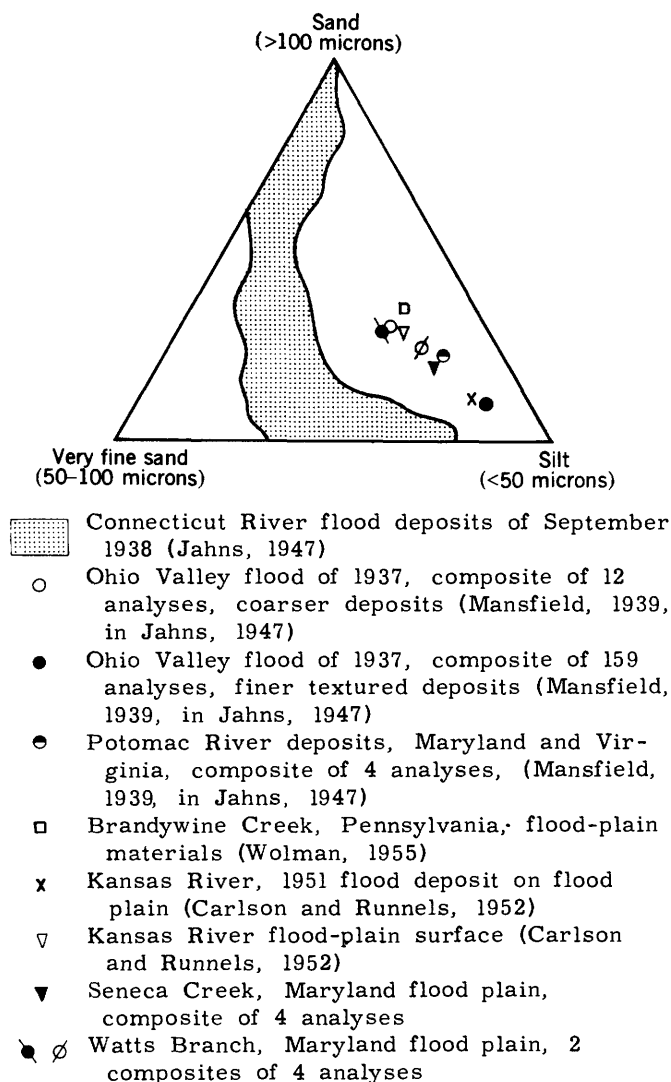 Sand
(>100 microns)
Very fine sand
(50-100 microns)
Silt
(<50 microns)
Connecticut River flood deposits of September
1938 (Jahns, 1947)
Ohio Valley flood of 1937, composite of 12
analyses, coarser deposits (Mansfield, 1939,
in Jahns, 1947)
Ohio Valley flood of 1937, composite of 159
analyses, finer textured deposits (Mansfield,
1939, in Jahns, 1947)
Potomac River deposits, Maryland and Vir-
ginia, composite of 4 analyses, (Mansfield,
1939, in Jahns, 1947)
Brandywine Creek, Pennsylvania, flood-plain
materials (Wolman, 1955)
x Kansas River, 1951 flood deposit on flood
plain (Carlson and Runnels, 1952)
Kansas River flood-plain surface (Carlson
and Runnels, 1952)
Seneca Creek, Maryland flood plain,
composite of 4 analyses
Watts Branch, Maryland flood plain, 2
composites of 4 analyses